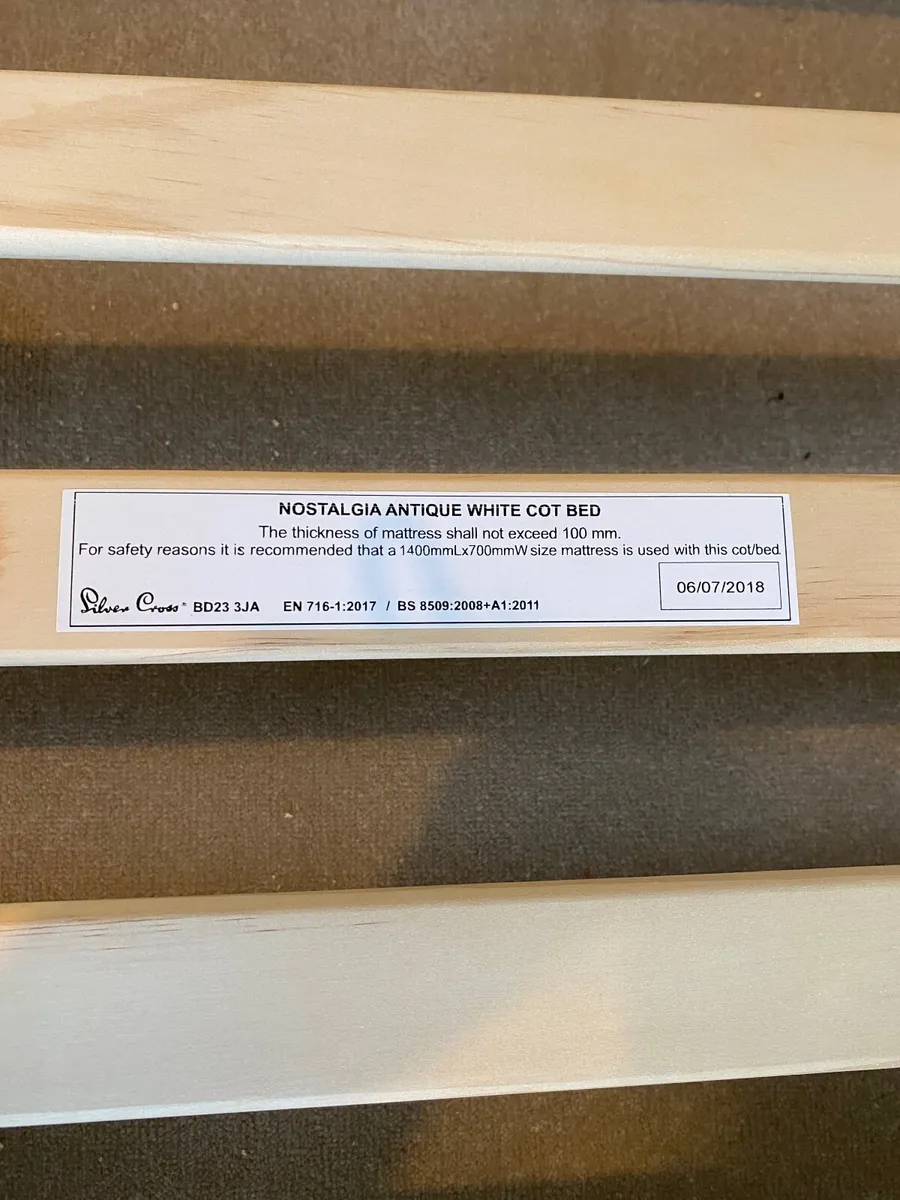 NOSTALGIA ANTIQUE WHITE COT BED
The thickness of mattress shall not exceed 100 mm.
For safety reasons it is recommended that a 1400mmLx700mmW size mattress is used with this cot/bed
06/07/2018
Silver Cross BD23 3JA EN 716-1:2017 / BS 8509:2008+A1:2011